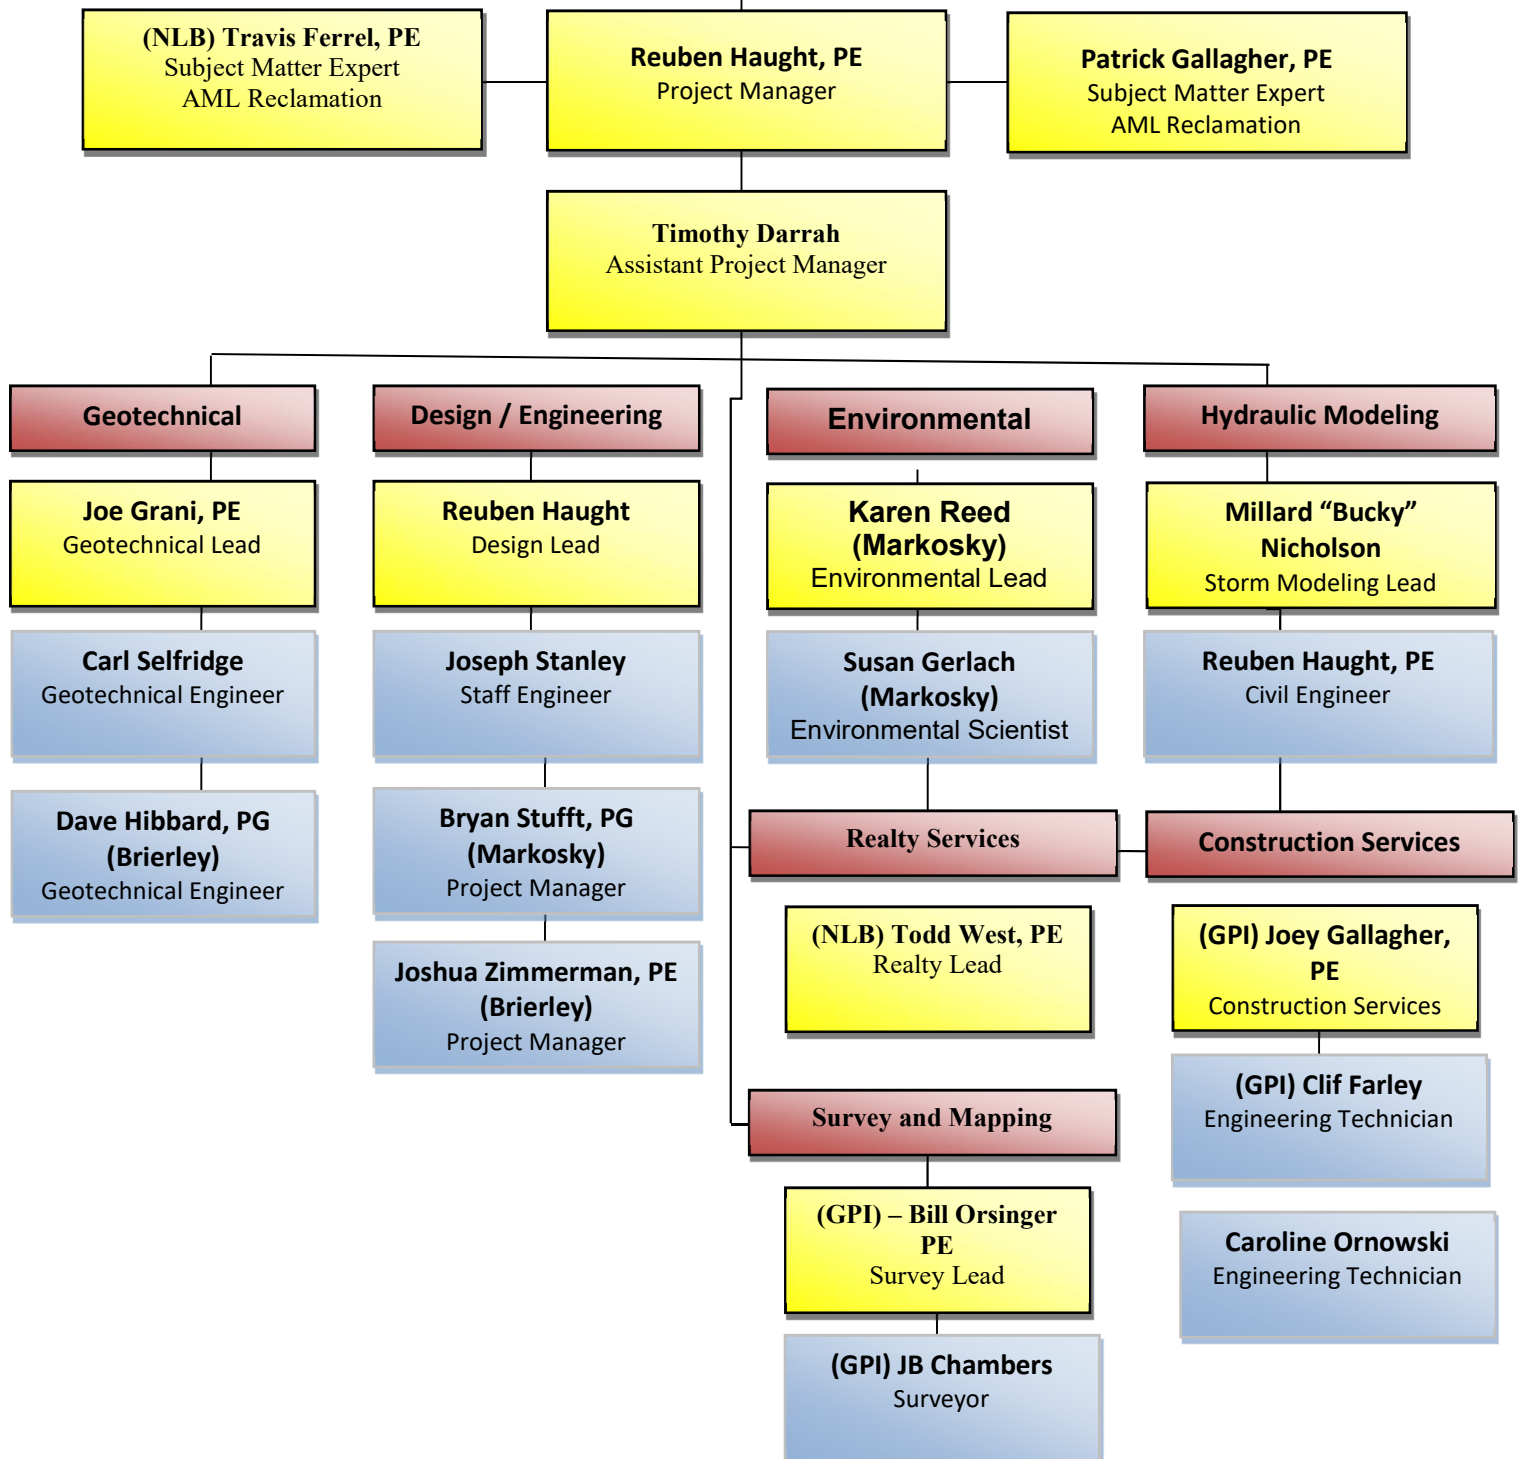 (NLB) Travis Ferrel, PE
Subject Matter Expert
AML Reclamation
Reuben Haught, PE
Project Manager
Patrick Gallagher, PE
Subject Matter Expert
AML Reclamation
Timothy Darrah
Assistant Project Manager
Geotechnical
Joe Grani, PE
Geotechnical Lead
Carl Selfridge
Geotechnical Engineer
Dave Hibbard, PG
(Brierley)
Geotechnical Engineer
Design / Engineering
Reuben Haught
Design Lead
Joseph Stanley
Staff Engineer
Bryan Stufft, PG
(Markosky)
Project Manager
Joshua Zimmerman, PE
(Brierley)
Project Manager
Environmental
Karen Reed
(Markosky)
Environmental Lead
Susan Gerlach
(Markosky)
Environmental Scientist
Hydraulic Modeling
Millard “Bucky”
Nicholson
Storm Modeling Lead
Reuben Haught, PE
Civil Engineer
Realty Services
(NLB) Todd West, PE
Realty Lead
Construction Services
(GPI) Joey Gallagher,
PE
Construction Services
(GPI) Clif Farley
Engineering Technician
Caroline Ornowski
Engineering Technician
Survey and Mapping
(GPI) – Bill Orsinger
PE
Survey Lead
(GPI) JB Chambers
Surveyor